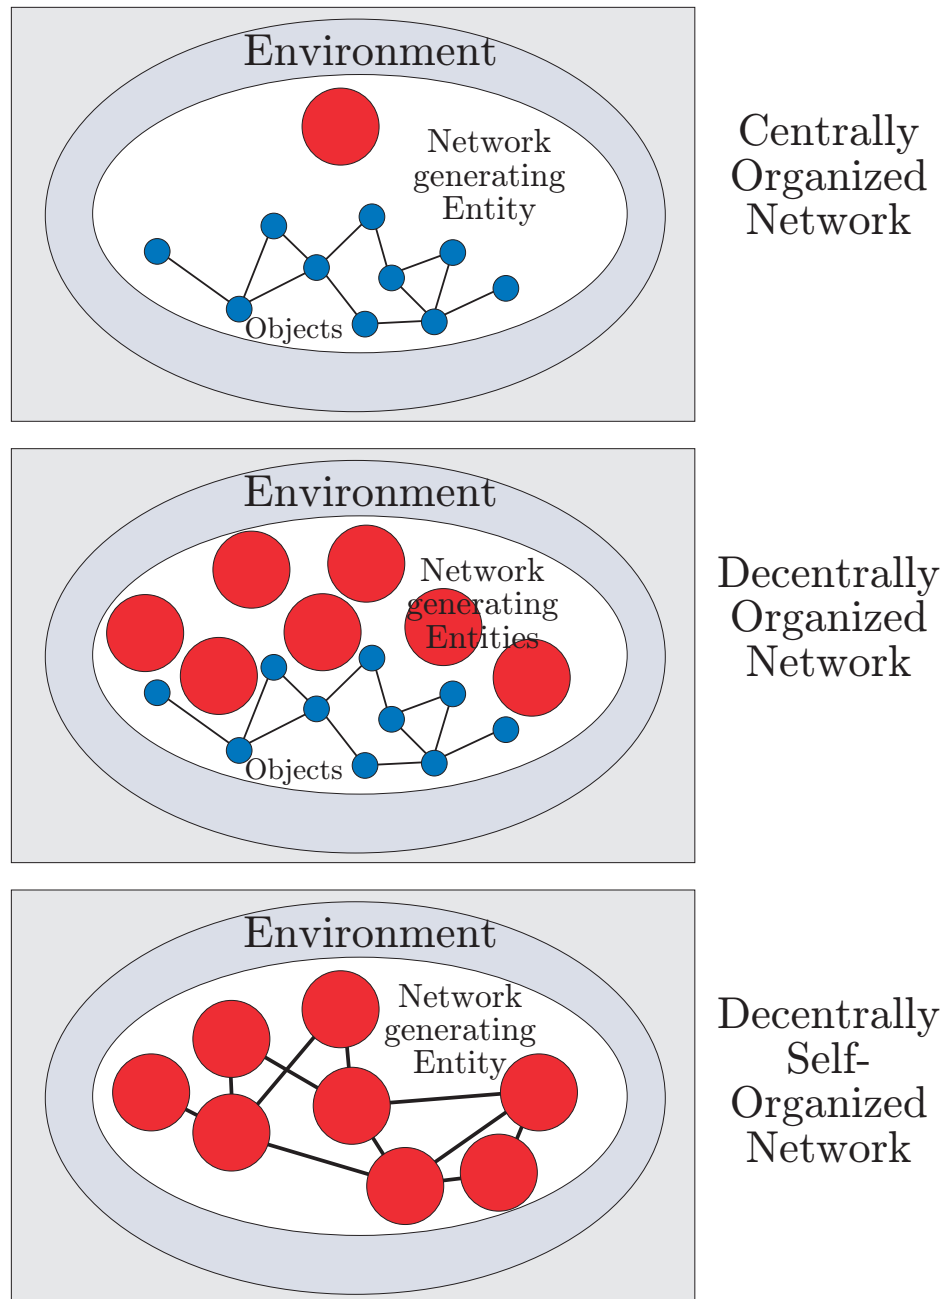 Environment
Network
generating
Entity
Objects
Centrally
Organized
Network
Environment
Network
generating
Entities
Objects
Decentrally
Organized
Network
Environment
Network
generating
Entity
Decentrally
Self-
Organized
Network